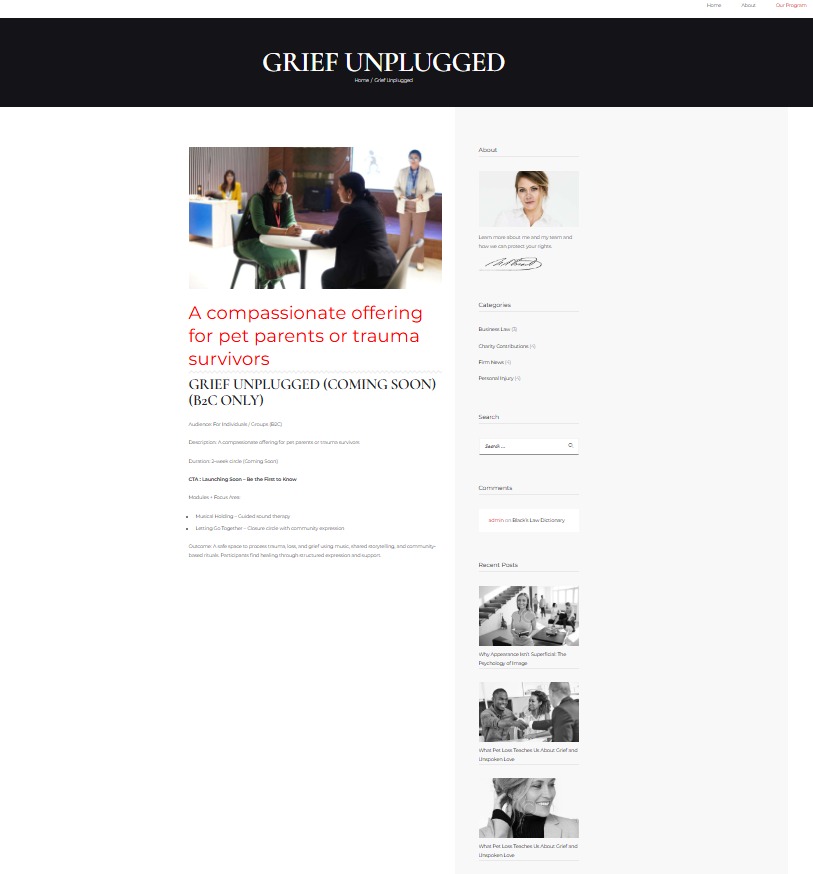 Home About Our Program
GRIEF UNPLUGGED
Home / Grief Unplugged
A compassionate offering
for pet parents or trauma
survivors
GRIEF UNPLUGGED (COMING SOON)
(B2C ONLY)
Audience: For Individuals / Groups (B2C)
Description: A compassionate offering for pet parents or trauma survivors
Duration: 2-week circle (Coming Soon)
CTA : Launching Soon – Be the First to Know
Modules + Focus Area:
Musical Holding – Guided sound therapy
Letting Go Together – Closure circle with community expression
Outcome: A safe space to process trauma, loss, and grief using music, shared storytelling, and community-
based rituals. Participants find healing through structured expression and support.
About
Learn more about me and my team and
how we can protect your rights.
Categories
Business Law (3)
Charity Contributions (4)
Firm News (4)
Personal Injury (4)
Search
Search ...
Comments
admin on Black's Law Dictionary
Recent Posts
Why Appearance Isn't Superficial: The
Psychology of Image
What Pet Loss Teaches Us About Grief and
Unspoken Love
What Pet Loss Teaches Us About Grief and
Unspoken Love